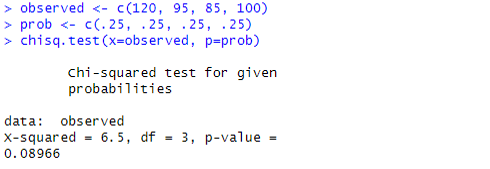 > observed <- c(120, 95, 85, 100)
> prob <- c(.25, .25, .25, .25)
> chisq.test(x=observed, p=prob)
Chi-squared test for given
probabilities
data:  observed
X-squared = 6.5, df = 3, p-value =
0.08966